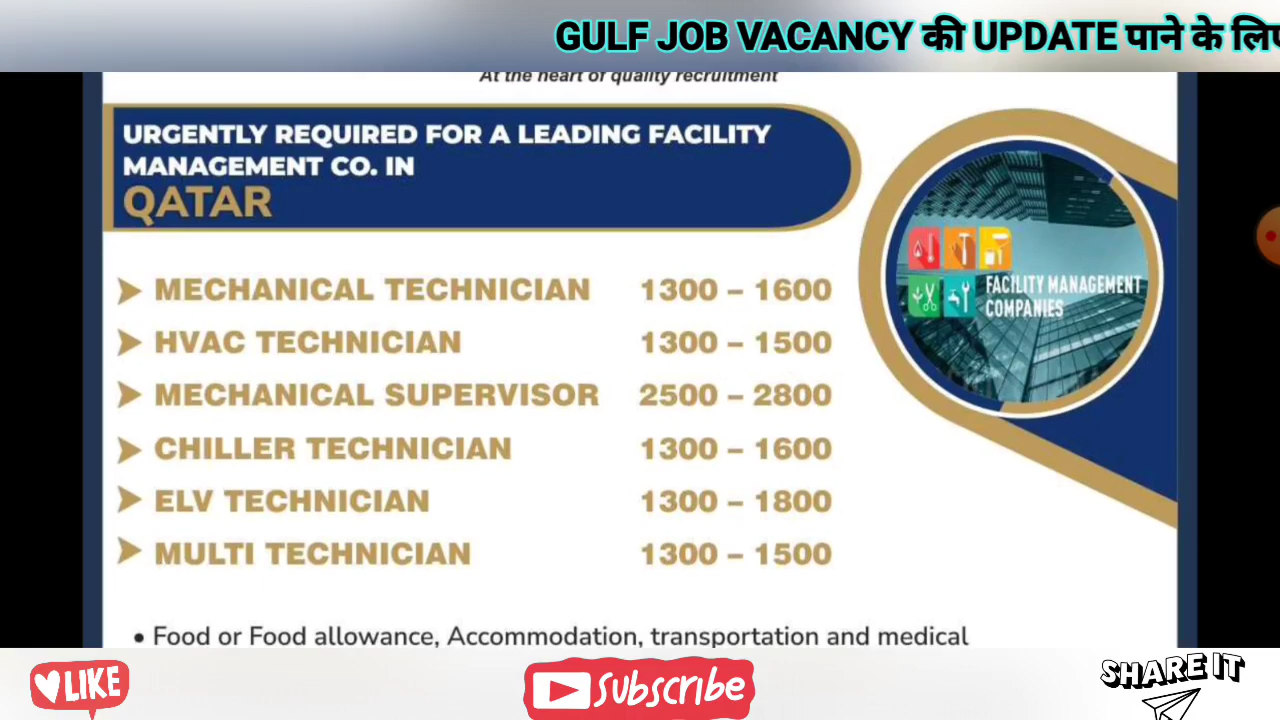 GULF JOB VACANCY की UPDATE पाने के
At the heart of quality recruitment
URGENTLY REQUIRED FOR A LEADING FACILITY
MANAGEMENT CO. IN
QATAR
FACILITY MANAGEMENT
COMPANIES
➤ MECHANICAL TECHNICIAN 1300 – 1600
➤ HVAC TECHNICIAN 1300 – 1500
➤ MECHANICAL SUPERVISOR 2500 – 2800
➤ CHILLER TECHNICIAN 1300 – 1600
➤ ELV TECHNICIAN 1300 – 1800
➤ MULTI TECHNICIAN 1300 – 1500
• Food or Food allowance, Accommodation, transportation and medical
LIKE
Subscribe
SHARE IT